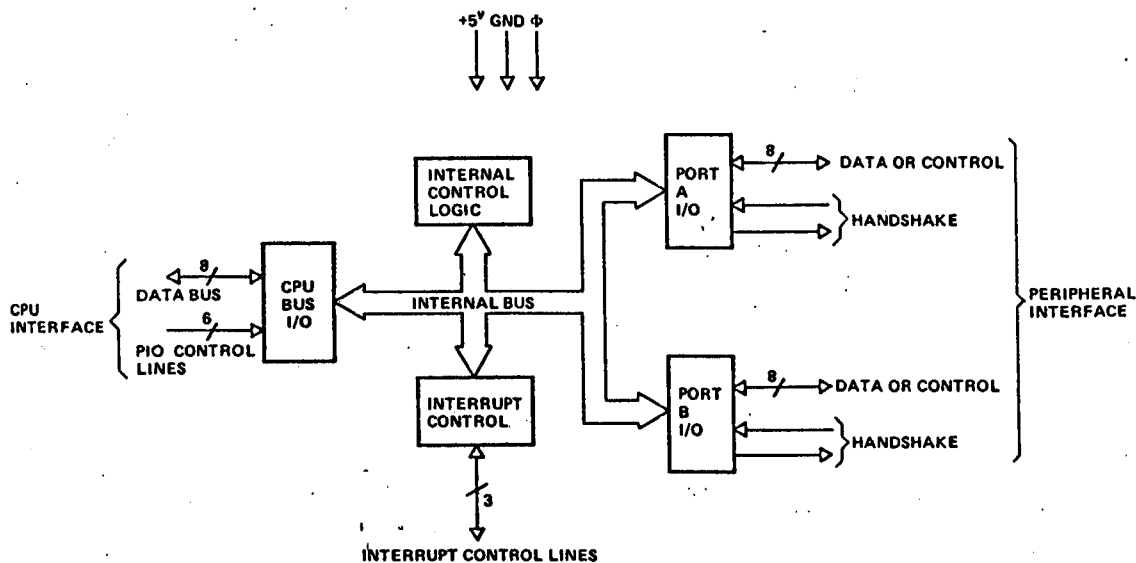 +5V GND Φ
INTERNAL
CONTROL
LOGIC
PORT
A
I/O
8
DATA OR CONTROL
HANDSHAKE
CPU
INTERFACE
8
DATA BUS
6
PIO CONTROL
LINES
CPU
BUS
I/O
INTERNAL BUS
PERIPHERAL
INTERFACE
INTERRUPT
CONTROL
PORT
B
I/O
8
DATA OR CONTROL
HANDSHAKE
3
INTERRUPT CONTROL LINES